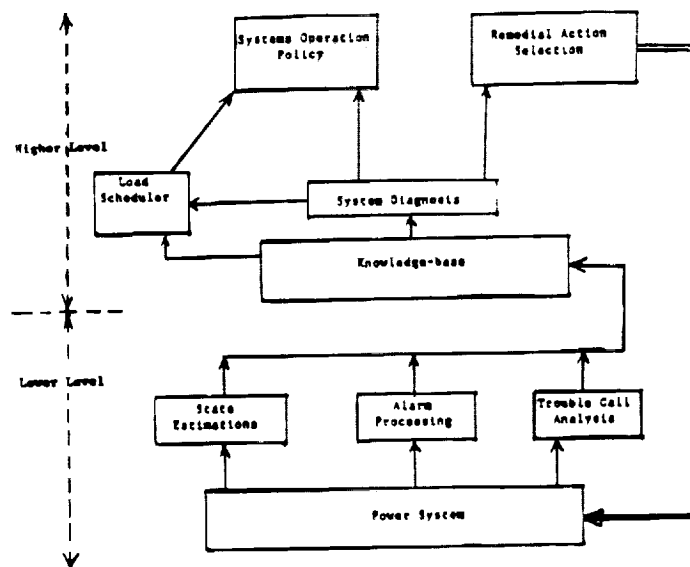 Systems Operation
Policy
Remedial Action
Selection
Higher Level
Load
Scheduler
System Diagnosis
Knowledge-base
Lower Level
State
Estimations
Alarm
Processing
Trouble Call
Analysis
Power System